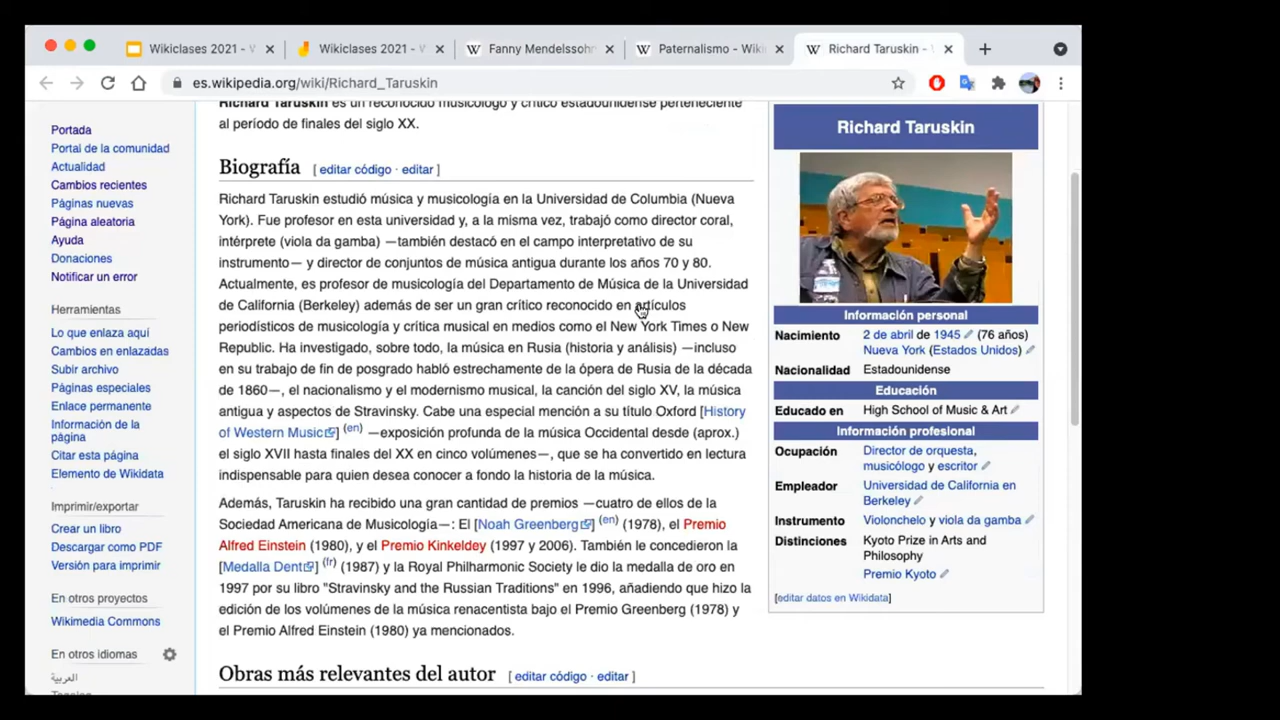 Wikiclases 2021 -
Wikiclases 2021 -
Fanny Mendelssohn
Paternalismo - Wiki
Richard Taruskin -
es.wikipedia.org/wiki/Richard_Taruskin
Portada
Portal de la comunidad
Actualidad
Cambios recientes
Páginas nuevas
Página aleatoria
Ayuda
Donaciones
Notificar un error
Herramientas
Lo que enlaza aquí
Cambios en enlazadas
Subir archivo
Páginas especiales
Enlace permanente
Información de la
página
Citar esta página
Elemento de Wikidata
Imprimir/exportar
Crear un libro
Descargar como PDF
Versión para imprimir
En otros proyectos
Wikimedia Commons
En otros idiomas
العربية
Richard Taruskin es un reconocido musicólogo y crítico estadounidense perteneciente
al período de finales del siglo XX.
Biografía [ editar código · editar ]
Richard Taruskin estudió música y musicología en la Universidad de Columbia (Nueva
York). Fue profesor en esta universidad y, a la misma vez, trabajó como director coral,
intérprete (viola da gamba) —también destacó en el campo interpretativo de su
instrumento— y director de conjuntos de música antigua durante los años 70 y 80.
Actualmente, es profesor de musicología del Departamento de Música de la Universidad
de California (Berkeley) además de ser un gran crítico reconocido en artículos
periodísticos de musicología y crítica musical en medios como el New York Times o New
Republic. Ha investigado, sobre todo, la música en Rusia (historia y análisis) —incluso
en su trabajo de fin de posgrado habló estrechamente de la ópera de Rusia de la década
de 1860—, el nacionalismo y el modernismo musical, la canción del siglo XV, la música
antigua y aspectos de Stravinsky. Cabe una especial mención a su título Oxford [History
of Western Music] (en) —exposición profunda de la música Occidental desde (aprox.)
el siglo XVII hasta finales del XX en cinco volúmenes—, que se ha convertido en lectura
indispensable para quien desea conocer a fondo la historia de la música.
Además, Taruskin ha recibido una gran cantidad de premios —cuatro de ellos de la
Sociedad Americana de Musicología—: El [Noah Greenberg] (en) (1978), el Premio
Alfred Einstein (1980), y el Premio Kinkeldey (1997 y 2006). También le concedieron la
[Medalla Dent] (fr) (1987) y la Royal Philharmonic Society le dio la medalla de oro en
1997 por su libro "Stravinsky and the Russian Traditions" en 1996, añadiendo que hizo la
edición de los volúmenes de la música renacentista bajo el Premio Greenberg (1978) y
el Premio Alfred Einstein (1980) ya mencionados.
Obras más relevantes del autor [ editar código · editar ]
Richard Taruskin
Información personal
Nacimiento 2 de abril de 1945 (76 años)
Nueva York (Estados Unidos)
Nacionalidad Estadounidense
Educación
Educado en High School of Music & Art
Información profesional
Ocupación Director de orquesta,
musicólogo y escritor
Empleador Universidad de California en
Berkeley
Instrumento Violonchelo y viola da gamba
Distinciones Kyoto Prize in Arts and
Philosophy
Premio Kyoto
[editar datos en Wikidata]